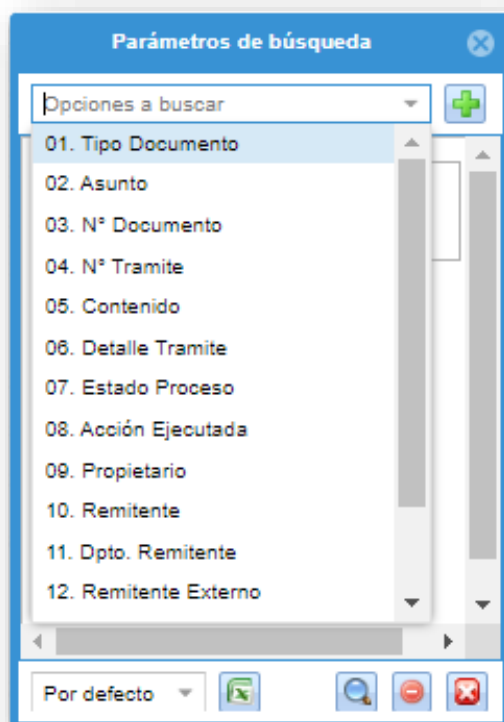 Parámetros de búsqueda
Opciones a buscar
01. Tipo Documento
02. Asunto
03. N° Documento
04. N° Tramite
05. Contenido
06. Detalle Tramite
07. Estado Proceso
08. Acción Ejecutada
09. Propietario
10. Remitente
11. Dpto. Remitente
12. Remitente Externo
Por defecto